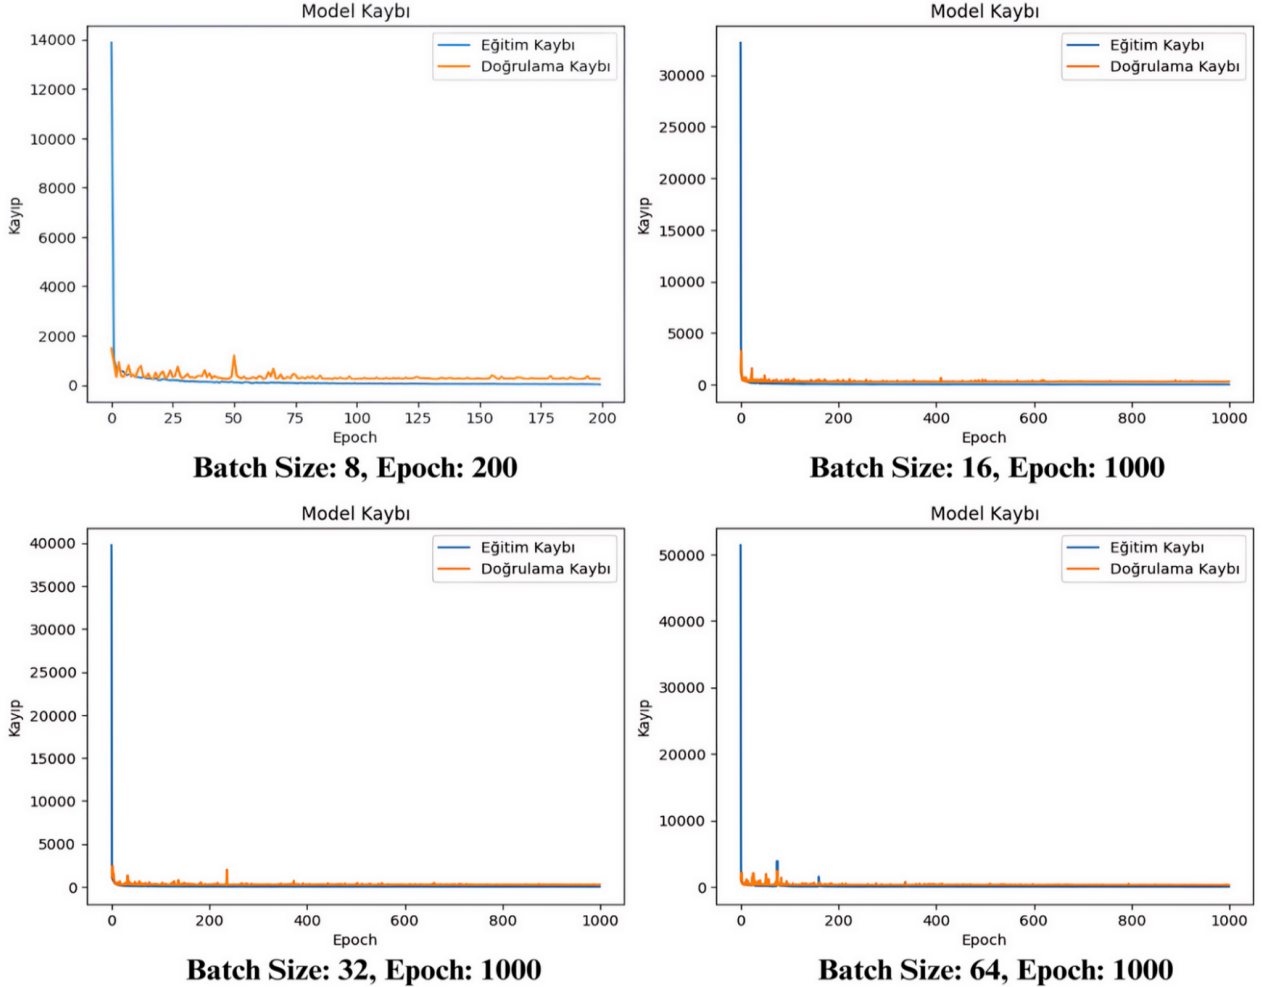 Model Kaybı
14000
12000
10000
8000
6000
4000
2000
0
Kayıp
Eğitim Kaybı
Doğrulama Kaybı
0 25 50 75 100 125 150 175 200
Epoch
Batch Size: 8, Epoch: 200
Model Kaybı
30000
25000
20000
15000
10000
5000
0
Kayıp
Eğitim Kaybı
Doğrulama Kaybı
0 200 400 600 800 1000
Epoch
Batch Size: 16, Epoch: 1000
Model Kaybı
40000
35000
30000
25000
20000
15000
10000
5000
0
Kayıp
Eğitim Kaybı
Doğrulama Kaybı
0 200 400 600 800 1000
Epoch
Batch Size: 32, Epoch: 1000
Model Kaybı
50000
40000
30000
20000
10000
0
Kayıp
Eğitim Kaybı
Doğrulama Kaybı
0 200 400 600 800 1000
Epoch
Batch Size: 64, Epoch: 1000